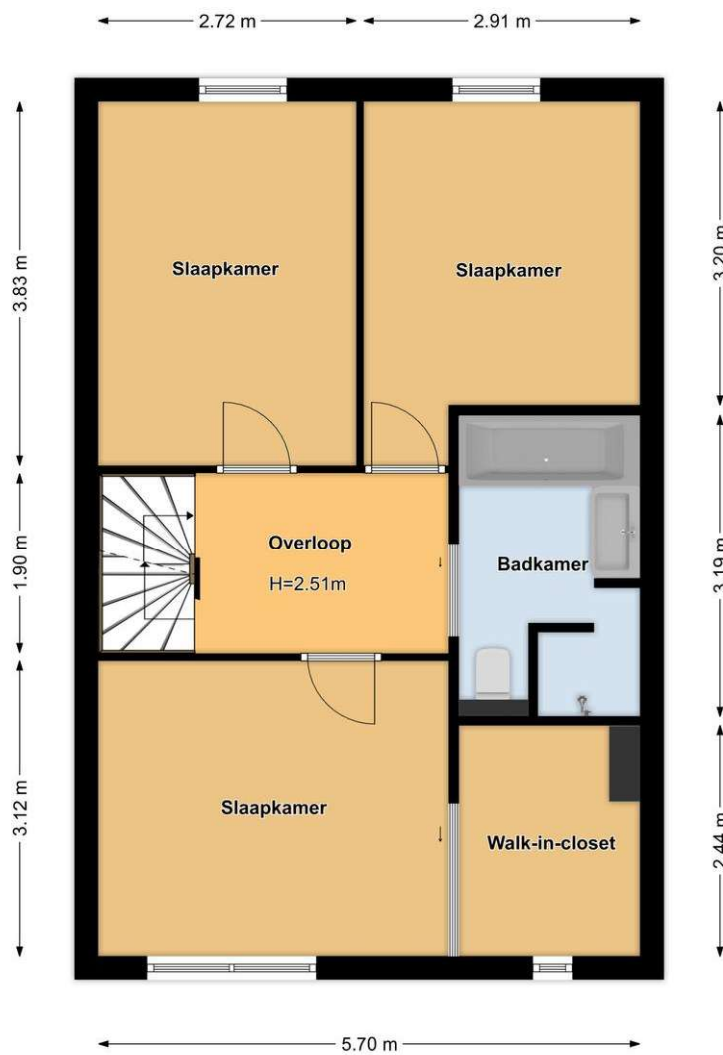 2.72 m
2.91 m
3.83 m
3.20 m
Slaapkamer
Slaapkamer
1.90 m
Overloop
H=2.51m
Badkamer
3.19 m
3.12 m
Slaapkamer
Walk-in-closet
2.44 m
5.70 m